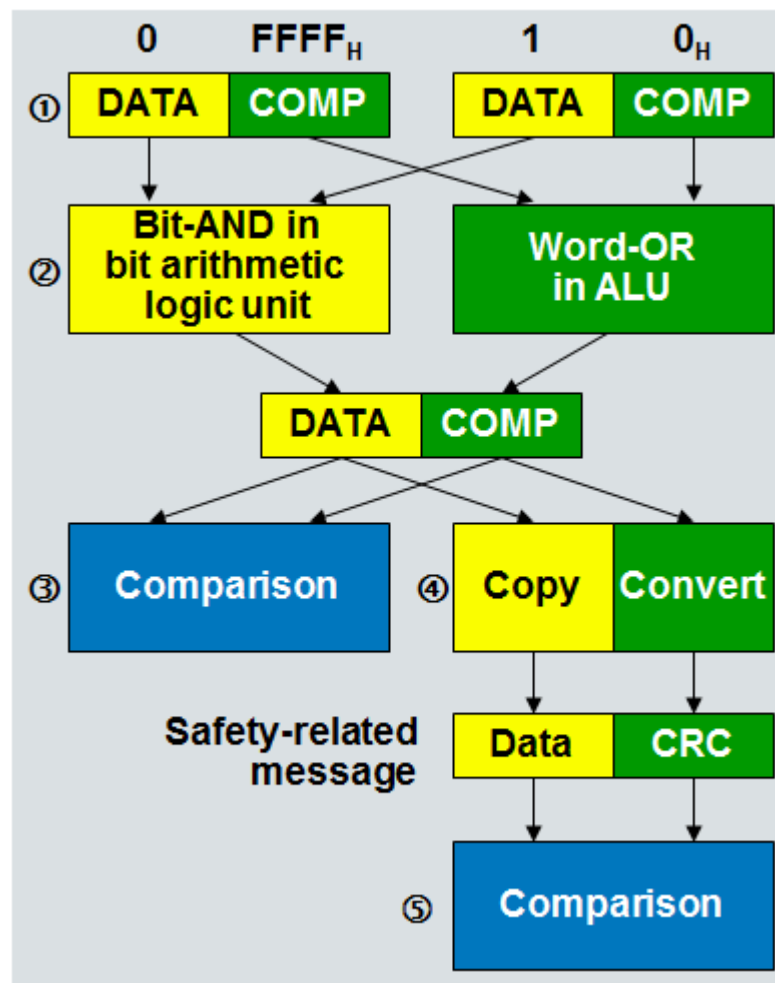 0 FFFFH 1 0H
① DATA COMP DATA COMP
Bit-AND in
② bit arithmetic
logic unit
Word-OR
in ALU
DATA COMP
③ Comparison ④ Copy Convert
Safety-related
message
Data CRC
⑤ Comparison